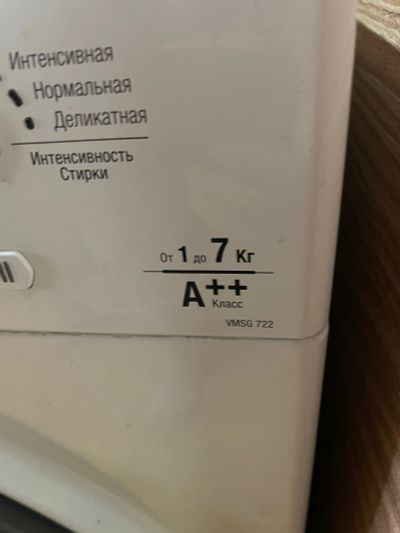 Интенсивная
Нормальная
Деликатная
Интенсивность
Стирки
От 1 до 7 Кг
A++ Класс
VMSG 722